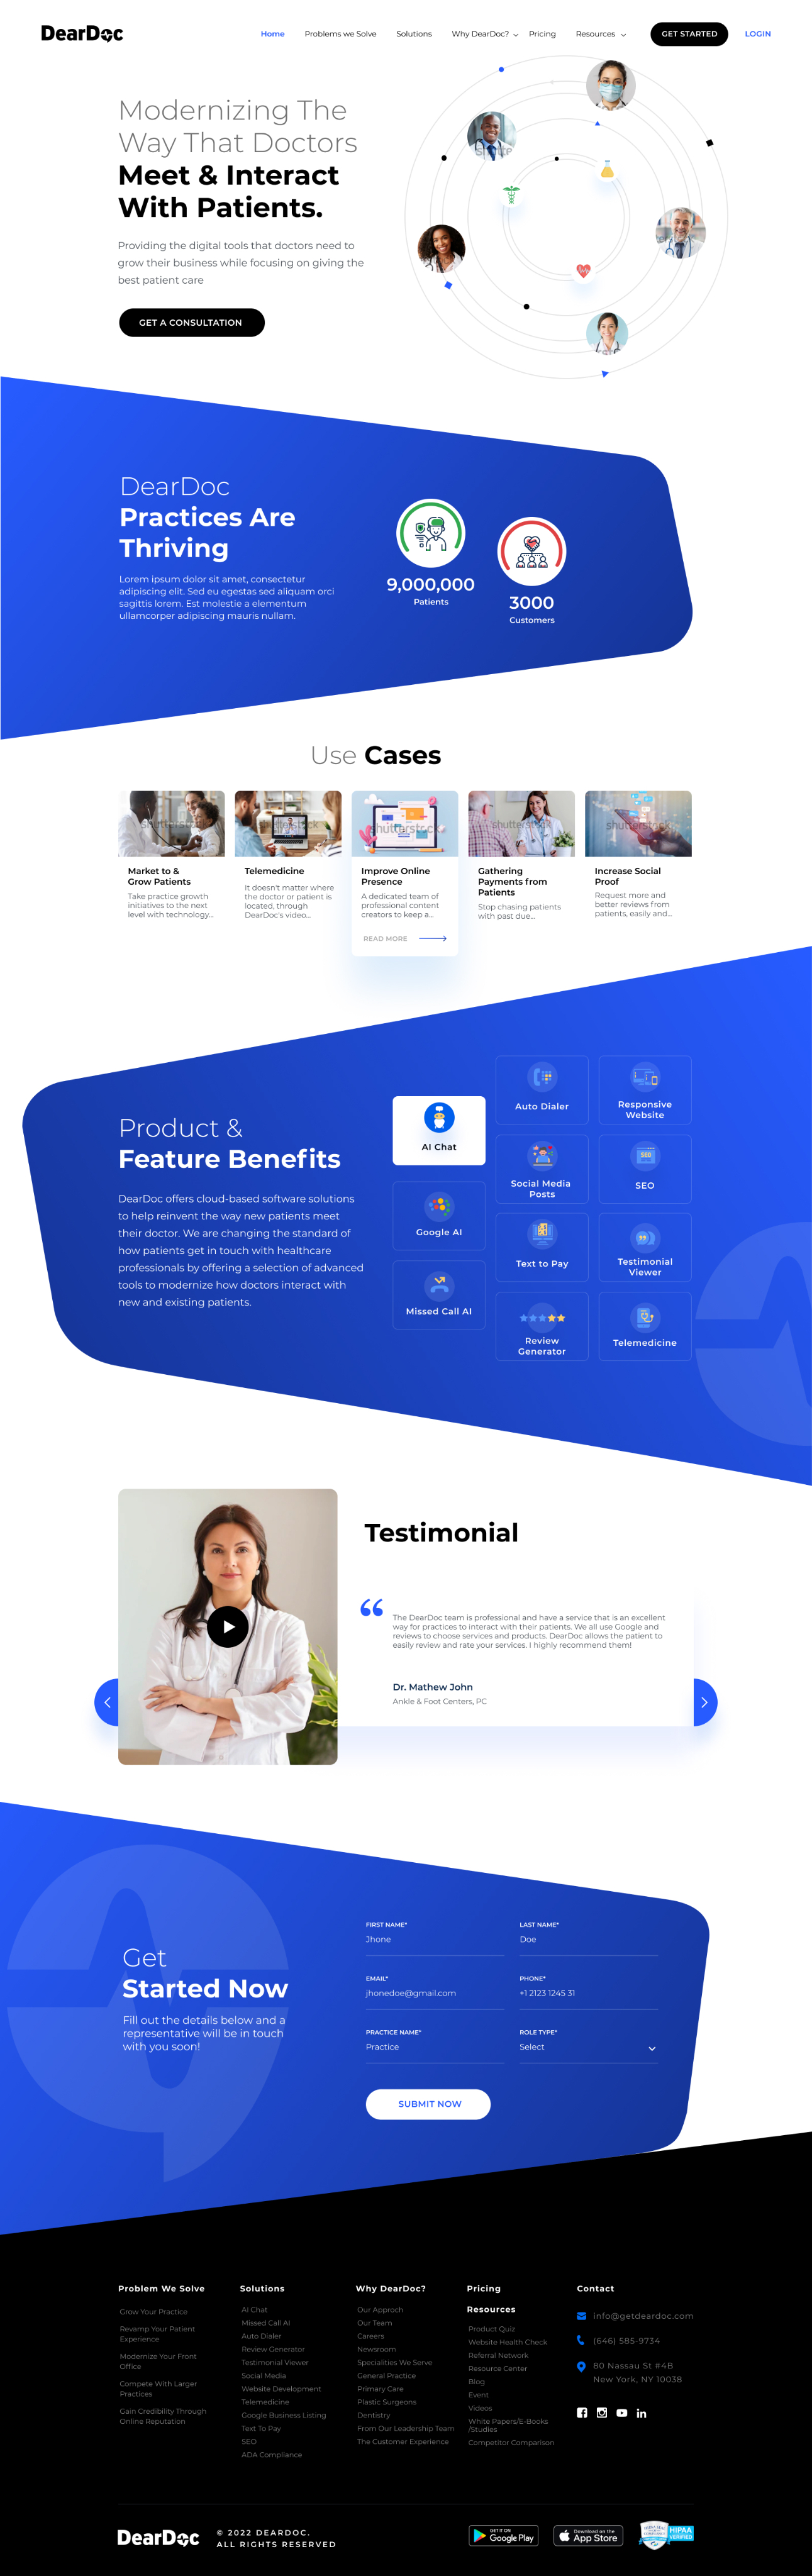 DearDoc
Home
Problems we Solve
Solutions
Why DearDoc?
Pricing
Resources
GET STARTED
LOGIN
Modernizing The
Way That Doctors
Meet & Interact
With Patients.
Providing the digital tools that doctors need to
grow their business while focusing on giving the
best patient care
GET A CONSULTATION
DearDoc
Practices Are
Thriving
Lorem ipsum dolor sit amet, consectetur
adipiscing elit. Sed eu egestas sed aliquam orci
sagittis lorem. Est molestie a elementum
ullamcorper adipiscing mauris nullam.
9,000,000
Patients
3000
Customers
Use Cases
shutterstock
Market to &
Grow Patients
Take practice growth
initiatives to the next
level with technology...
Telemedicine
It doesn't matter where
the doctor or patient is
located, through
DearDoc's video...
shutterstock
Improve Online
Presence
A dedicated team of
professional content
creators to keep a...
READ MORE
shutterstock
Gathering
Payments from
Patients
Stop chasing patients
with past due...
shutterstock
Increase Social
Proof
Request more and
better reviews from
patients, easily and...
Product &
Feature Benefits
DearDoc offers cloud-based software solutions
to help reinvent the way new patients meet
their doctor. We are changing the standard of
how patients get in touch with healthcare
professionals by offering a selection of advanced
tools to modernize how doctors interact with
new and existing patients.
AI Chat
Google AI
Missed Call AI
Auto Dialer
Social Media
Posts
Text to Pay
Review
Generator
Responsive
Website
SEO
SEO
Testimonial
Viewer
Telemedicine
Testimonial
The DearDoc team is professional and have a service that is an excellent
way for practices to interact with their patients. We all use Google and
reviews to choose services and products. DearDoc allows the patient to
easily review and rate your services. I highly recommend them!
Dr. Mathew John
Ankle & Foot Centers, PC
Get
Started Now
Fill out the details below and a
representative will be in touch
with you soon!
FIRST NAME*
Jhone
LAST NAME*
Doe
EMAIL*
jhonedoe@gmail.com
PHONE*
+1 2123 1245 31
PRACTICE NAME*
Practice
ROLE TYPE*
Select
SUBMIT NOW
Problem We Solve
Grow Your Practice
Revamp Your Patient
Experience
Modernize Your Front
Office
Compete With Larger
Practices
Gain Credibility Through
Online Reputation
Solutions
AI Chat
Missed Call AI
Auto Dialer
Review Generator
Testimonial Viewer
Social Media
Website Development
Telemedicine
Google Business Listing
Text To Pay
SEO
ADA Compliance
Why DearDoc?
Our Approch
Our Team
Careers
Newsroom
Specialities We Serve
General Practice
Primary Care
Plastic Surgeons
Dentistry
From Our Leadership Team
The Customer Experience
Pricing
Resources
Product Quiz
Website Health Check
Referral Network
Resource Center
Blog
Event
Videos
White Papers/E-Books
/Studies
Competitor Comparison
Contact
info@getdeardoc.com
(646) 585-9734
80 Nassau St #4B
New York, NY 10038
DearDoc
© 2022 DEARDOC.
ALL RIGHTS RESERVED
GET IT ON
Google Play
Download on the
App Store
HIPAA
VERIFIED